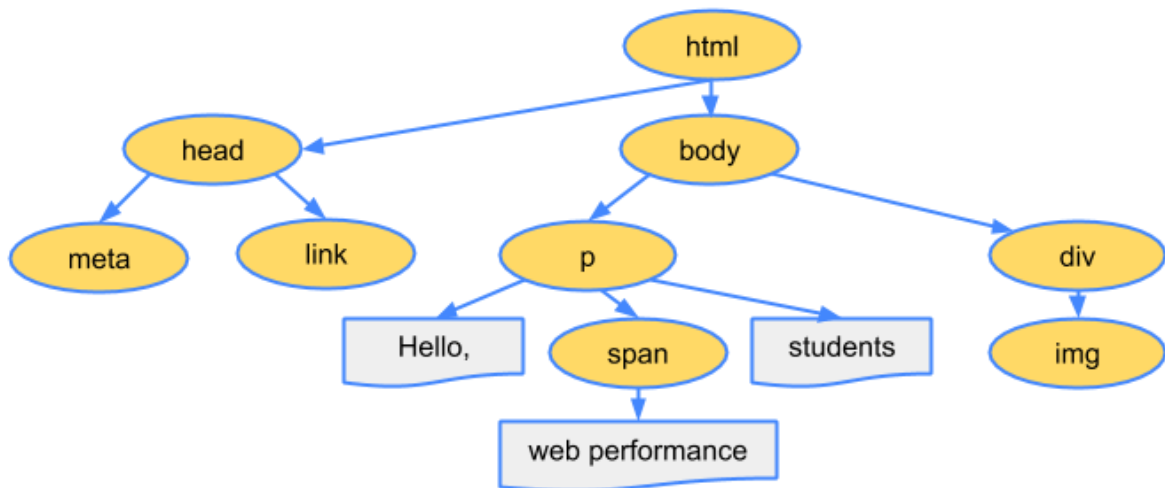 html
head
body
meta
link
p
div
Hello,
span
students
img
web performance